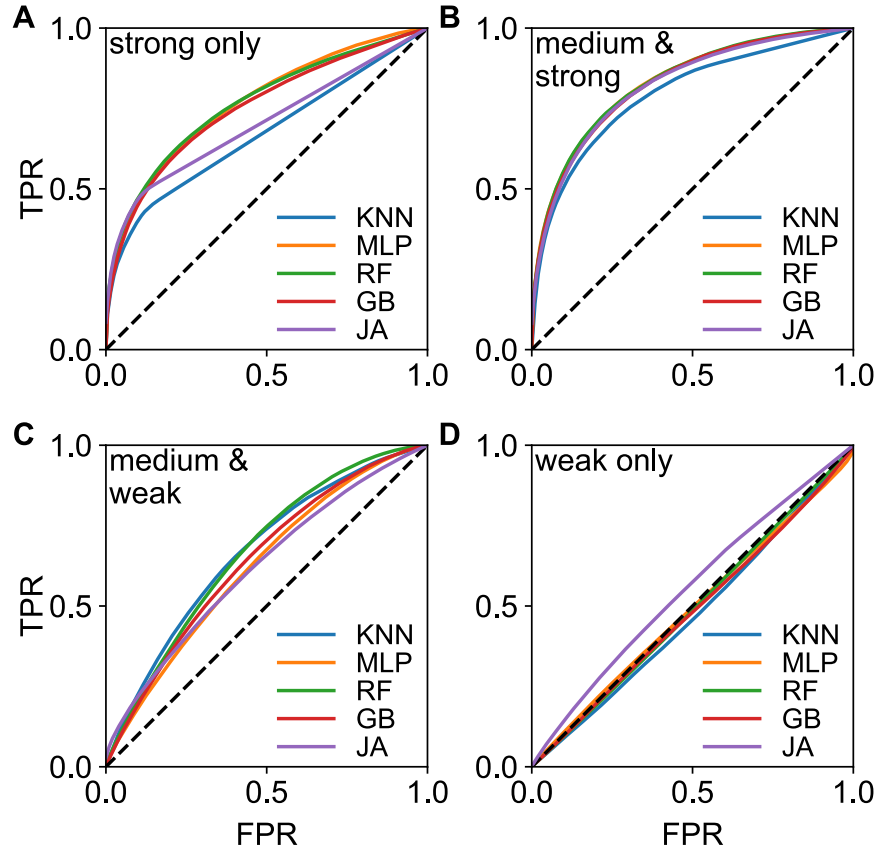 A
strong only
1.0
0.5
0.0
TPR
KNN
MLP
RF
GB
JA
0.0
0.5
1.0
B
medium &
strong
1.0
0.5
0.0
KNN
MLP
RF
GB
JA
0.0
0.5
1.0
C
medium &
weak
1.0
0.5
0.0
TPR
KNN
MLP
RF
GB
JA
0.0
0.5
1.0
FPR
D
weak only
1.0
0.5
0.0
KNN
MLP
RF
GB
JA
0.0
0.5
1.0
FPR